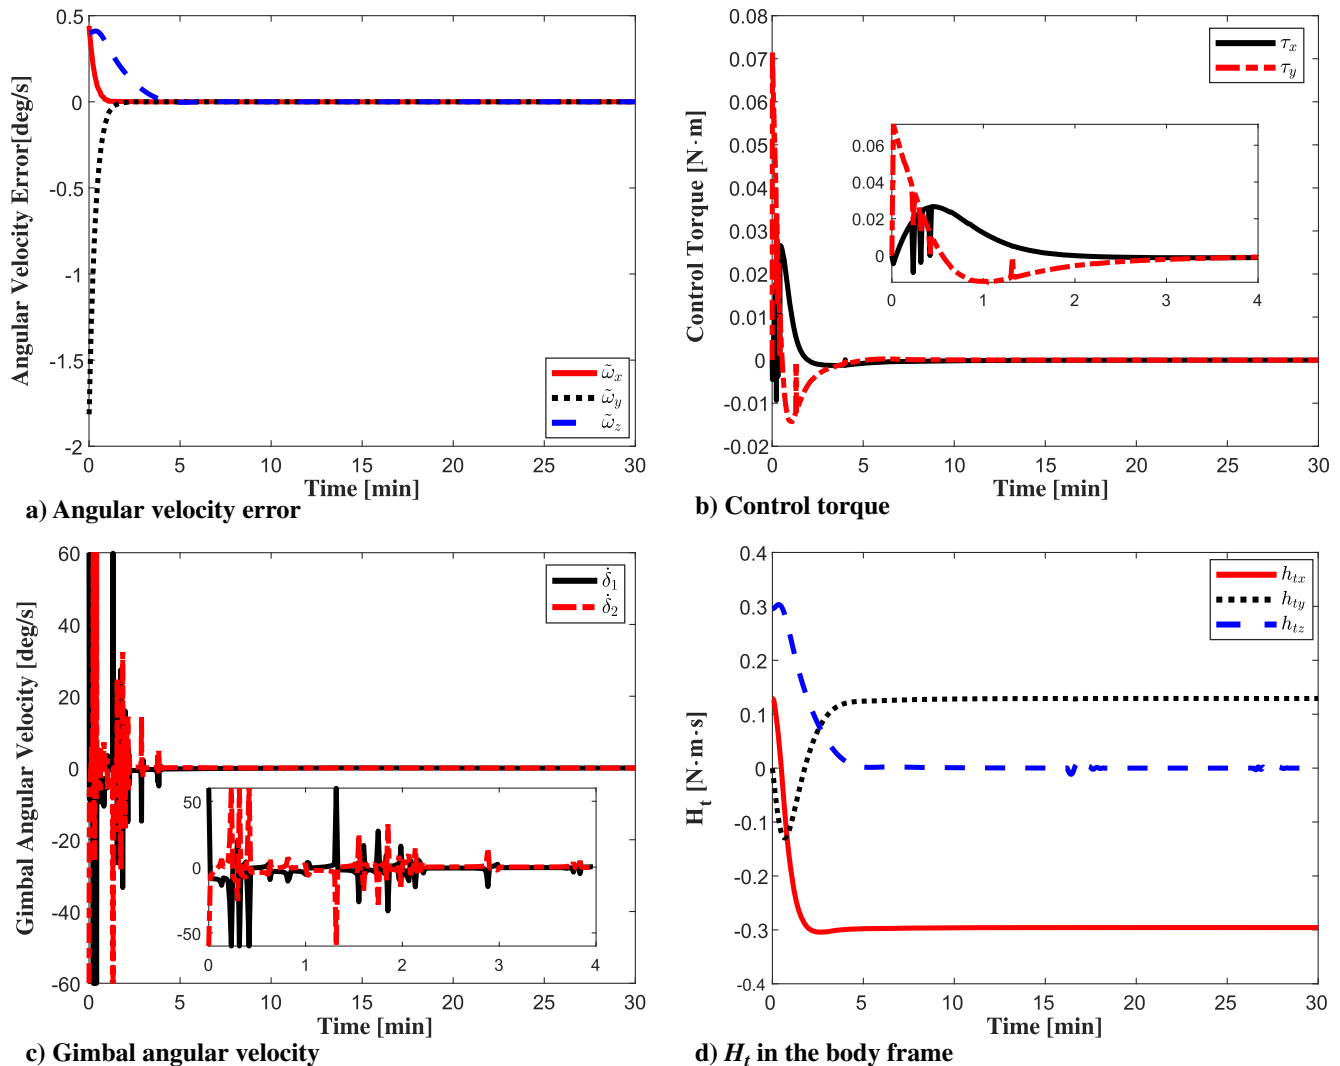 0.5
0
-0.5
-1
-1.5
-2
Angular Velocity Error[deg/s]
0 5 10 15 20 25 30
Time [min]
ω̃x
ω̃y
ω̃z
a) Angular velocity error
0.08
0.07
0.06
0.05
0.04
0.03
0.02
0.01
0
-0.01
-0.02
Control Torque [N·m]
0 5 10 15 20 25 30
Time [min]
τx
τy
0.06
0.04
0.02
0
0 1 2 3 4
b) Control torque
60
40
20
0
-20
-40
-60
Gimbal Angular Velocity [deg/s]
0 5 10 15 20 25 30
Time [min]
δ̇1
δ̇2
50
0
-50
0 1 2 3 4
c) Gimbal angular velocity
0.4
0.3
0.2
0.1
0
-0.1
-0.2
-0.3
-0.4
Ht [N·m·s]
0 5 10 15 20 25 30
Time [min]
htx
hty
htz
d) Ht in the body frame